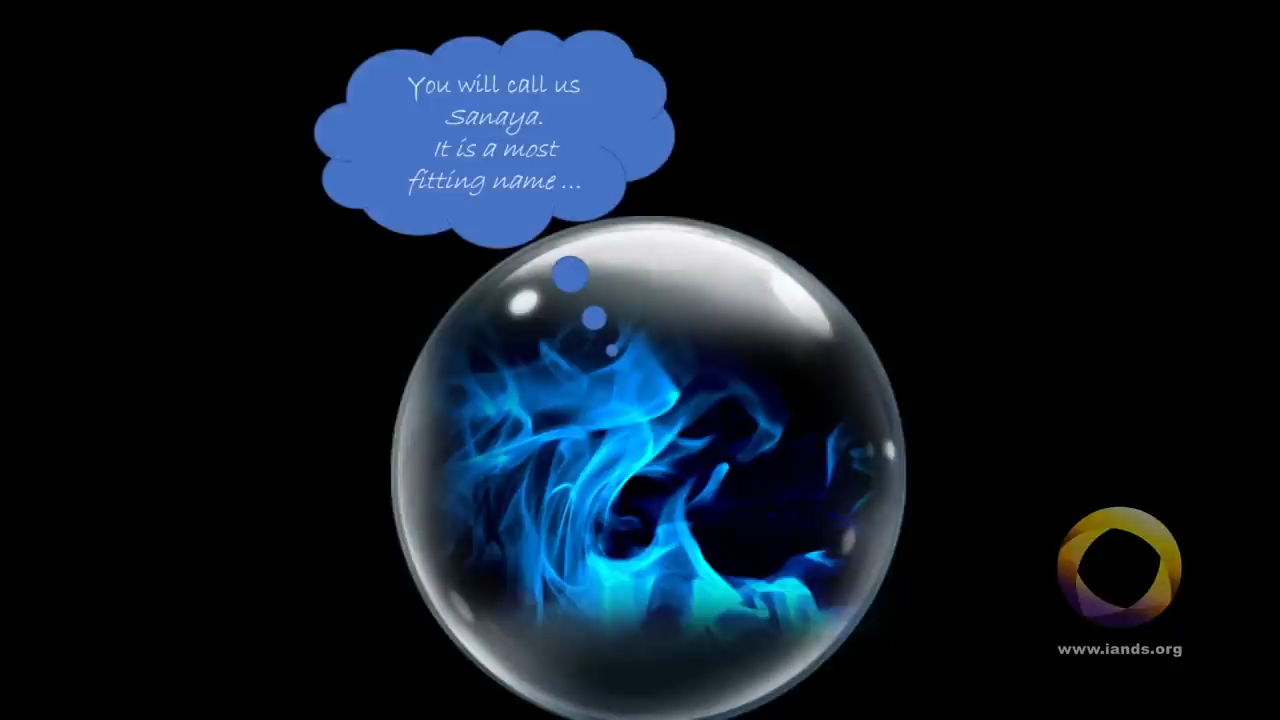 You will call us
Sanaya.
It is a most
fitting name ...
www.iands.org